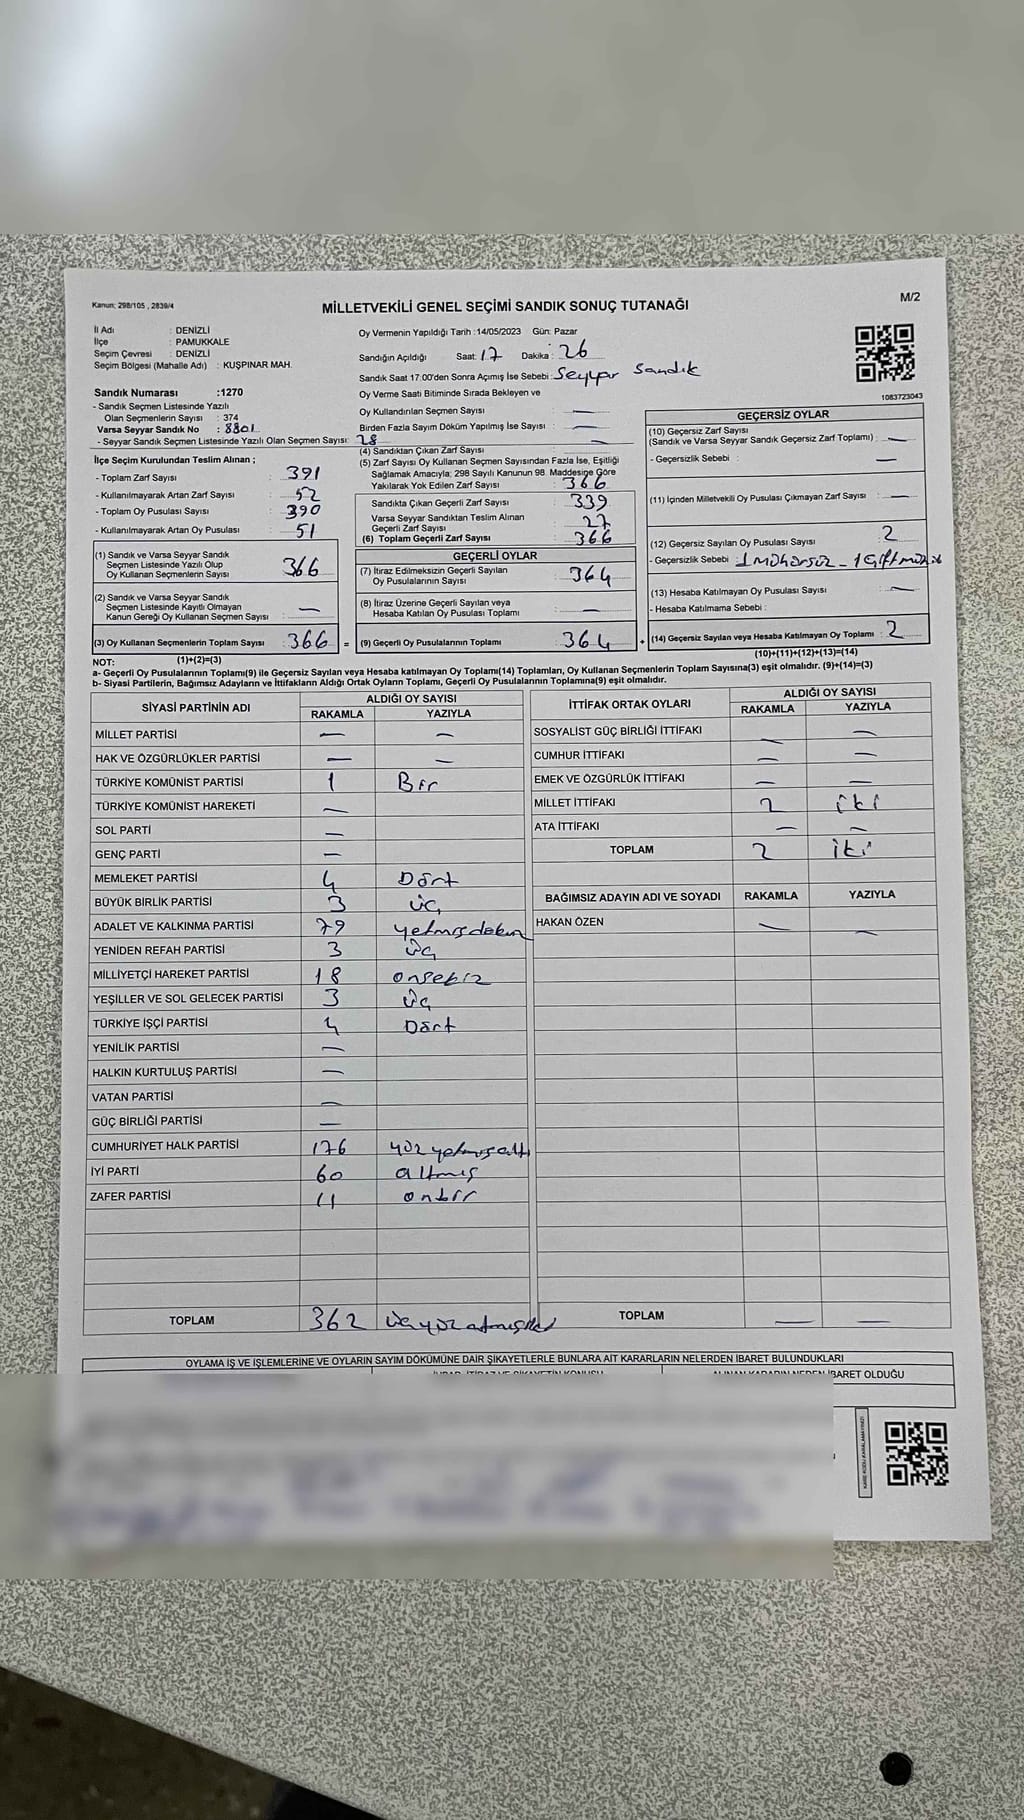 Kanun: 298/105 , 2839/4
MİLLETVEKİLİ GENEL SEÇİMİ SANDIK SONUÇ TUTANAĞI
M/2
İl Adı : DENİZLİ
İlçe : PAMUKKALE
Seçim Çevresi : DENİZLİ
Seçim Bölgesi (Mahalle Adı) : KUŞPINAR MAH.
Oy Vermenin Yapıldığı Tarih :14/05/2023 Gün: Pazar
Sandığın Açıldığı Saat: 17 Dakika : 26
Sandık Saat 17:00'den Sonra Açımış İse Sebebi: Seyyar Sandık
Oy Verme Saati Bitiminde Sırada Bekleyen ve
Oy Kullandırılan Seçmen Sayısı : —
Birden Fazla Sayım Döküm Yapılmış İse Sayısı : —
1083723043
Sandık Numarası :1270
- Sandık Seçmen Listesinde Yazılı
Olan Seçmenlerin Sayısı : 374
Varsa Seyyar Sandık No : 8801
- Seyyar Sandık Seçmen Listesinde Yazılı Olan Seçmen Sayısı: 28
İlçe Seçim Kurulundan Teslim Alınan ;
- Toplam Zarf Sayısı : 391
- Kullanılmayarak Artan Zarf Sayısı : 52
- Toplam Oy Pusulası Sayısı : 390
- Kullanılmayarak Artan Oy Pusulası : 51
(1) Sandık ve Varsa Seyyar Sandık
Seçmen Listesinde Yazılı Olup
Oy Kullanan Seçmenlerin Sayısı : 366
(2) Sandık ve Varsa Seyyar Sandık
Seçmen Listesinde Kayıtlı Olmayan
Kanun Gereği Oy Kullanan Seçmen Sayısı : —
(3) Oy Kullanan Seçmenlerin Toplam Sayısı : 366 =
(4) Sandıktan Çıkan Zarf Sayısı : —
(5) Zarf Sayısı Oy Kullanan Seçmen Sayısından Fazla İse, Eşitliği
Sağlamak Amacıyla; 298 Sayılı Kanunun 98. Maddesine Göre
Yakılarak Yok Edilen Zarf Sayısı : 366
Sandıkta Çıkan Geçerli Zarf Sayısı : 339
Varsa Seyyar Sandıktan Teslim Alınan
Geçerli Zarf Sayısı : 27
(6) Toplam Geçerli Zarf Sayısı : 366
GEÇERLİ OYLAR
(7) İtiraz Edilmeksizin Geçerli Sayılan
Oy Pusulalarının Sayısı : 364
(8) İtiraz Üzerine Geçerli Sayılan veya
Hesaba Katılan Oy Pusulası Toplamı : —
(9) Geçerli Oy Pusulalarının Toplamı : 364 +
GEÇERSİZ OYLAR
(10) Geçersiz Zarf Sayısı
(Sandık ve Varsa Seyyar Sandık Geçersiz Zarf Toplamı) : —
- Geçersizlik Sebebi : —
(11) İçinden Milletvekili Oy Pusulası Çıkmayan Zarf Sayısı : —
(12) Geçersiz Sayılan Oy Pusulası Sayısı : 2
- Geçersizlik Sebebi 1 mühürsüz - 1
(13) Hesaba Katılmayan Oy Pusulası Sayısı : —
- Hesaba Katılmama Sebebi :
(14) Geçersiz Sayılan veya Hesaba Katılmayan Oy Toplamı : 2
NOT: (1)+(2)=(3) (10)+(11)+(12)+(13)=(14)
a- Geçerli Oy Pusulalarının Toplamı(9) ile Geçersiz Sayılan veya Hesaba katılmayan Oy Toplamı(14) Toplamları, Oy Kullanan Seçmenlerin Toplam Sayısına(3) eşit olmalıdır. (9)+(14)=(3)
b- Siyasi Partilerin, Bağımsız Adayların ve İttifakların Aldığı Ortak Oyların Toplamı, Geçerli Oy Pusulalarının Toplamına(9) eşit olmalıdır.
SİYASİ PARTİNİN ADI ALDIĞI OY SAYISI
RAKAMLA YAZIYLA
MİLLET PARTİSİ — —
HAK VE ÖZGÜRLÜKLER PARTİSİ — —
TÜRKİYE KOMÜNİST PARTİSİ 1 Bir
TÜRKİYE KOMÜNİST HAREKETİ —
SOL PARTİ —
GENÇ PARTİ —
MEMLEKET PARTİSİ 4 Dört
BÜYÜK BİRLİK PARTİSİ 3 üç
ADALET VE KALKINMA PARTİSİ 79 yetmişdokuz
YENİDEN REFAH PARTİSİ 3 üç
MİLLİYETÇİ HAREKET PARTİSİ 18 onsekiz
YEŞİLLER VE SOL GELECEK PARTİSİ 3 üç
TÜRKİYE İŞÇİ PARTİSİ 4 Dört
YENİLİK PARTİSİ —
HALKIN KURTULUŞ PARTİSİ —
VATAN PARTİSİ —
GÜÇ BİRLİĞİ PARTİSİ —
CUMHURİYET HALK PARTİSİ 176 yüz yetmişaltı
İYİ PARTİ 60 altmış
ZAFER PARTİSİ 11 onbir
TOPLAM 362 üçyüz altmışiki
İTTİFAK ORTAK OYLARI ALDIĞI OY SAYISI
RAKAMLA YAZIYLA
SOSYALİST GÜÇ BİRLİĞİ İTTİFAKI — —
CUMHUR İTTİFAKI — —
EMEK VE ÖZGÜRLÜK İTTİFAKI — —
MİLLET İTTİFAKI 2 iki
ATA İTTİFAKI — —
TOPLAM 2 iki
BAĞIMSIZ ADAYIN ADI VE SOYADI RAKAMLA YAZIYLA
HAKAN ÖZEN — —
TOPLAM — —
OYLAMA İŞ VE İŞLEMLERİNE VE OYLARIN SAYIM DÖKÜMÜNE DAİR ŞİKAYETLERLE BUNLARA AİT KARARLARIN NELERDEN İBARET BULUNDUKLARI
İBARET OLDUĞU